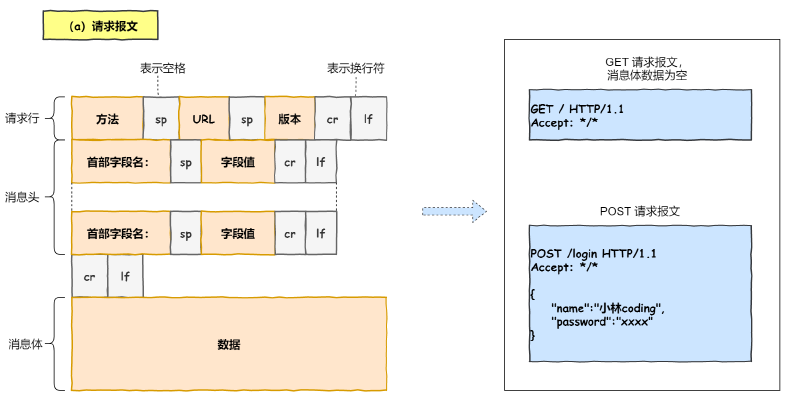 （a）请求报文
表示空格
表示换行符
请求行
方法
sp
URL
sp
版本
cr
lf
消息头
首部字段名：
sp
字段值
cr
lf
首部字段名：
sp
字段值
cr
lf
cr
lf
消息体
数据
GET 请求报文，
消息体数据为空
GET / HTTP/1.1
Accept: */*
POST 请求报文
POST /login HTTP/1.1
Accept: */*
{
"name":"小林coding",
"password":"xxxx"
}